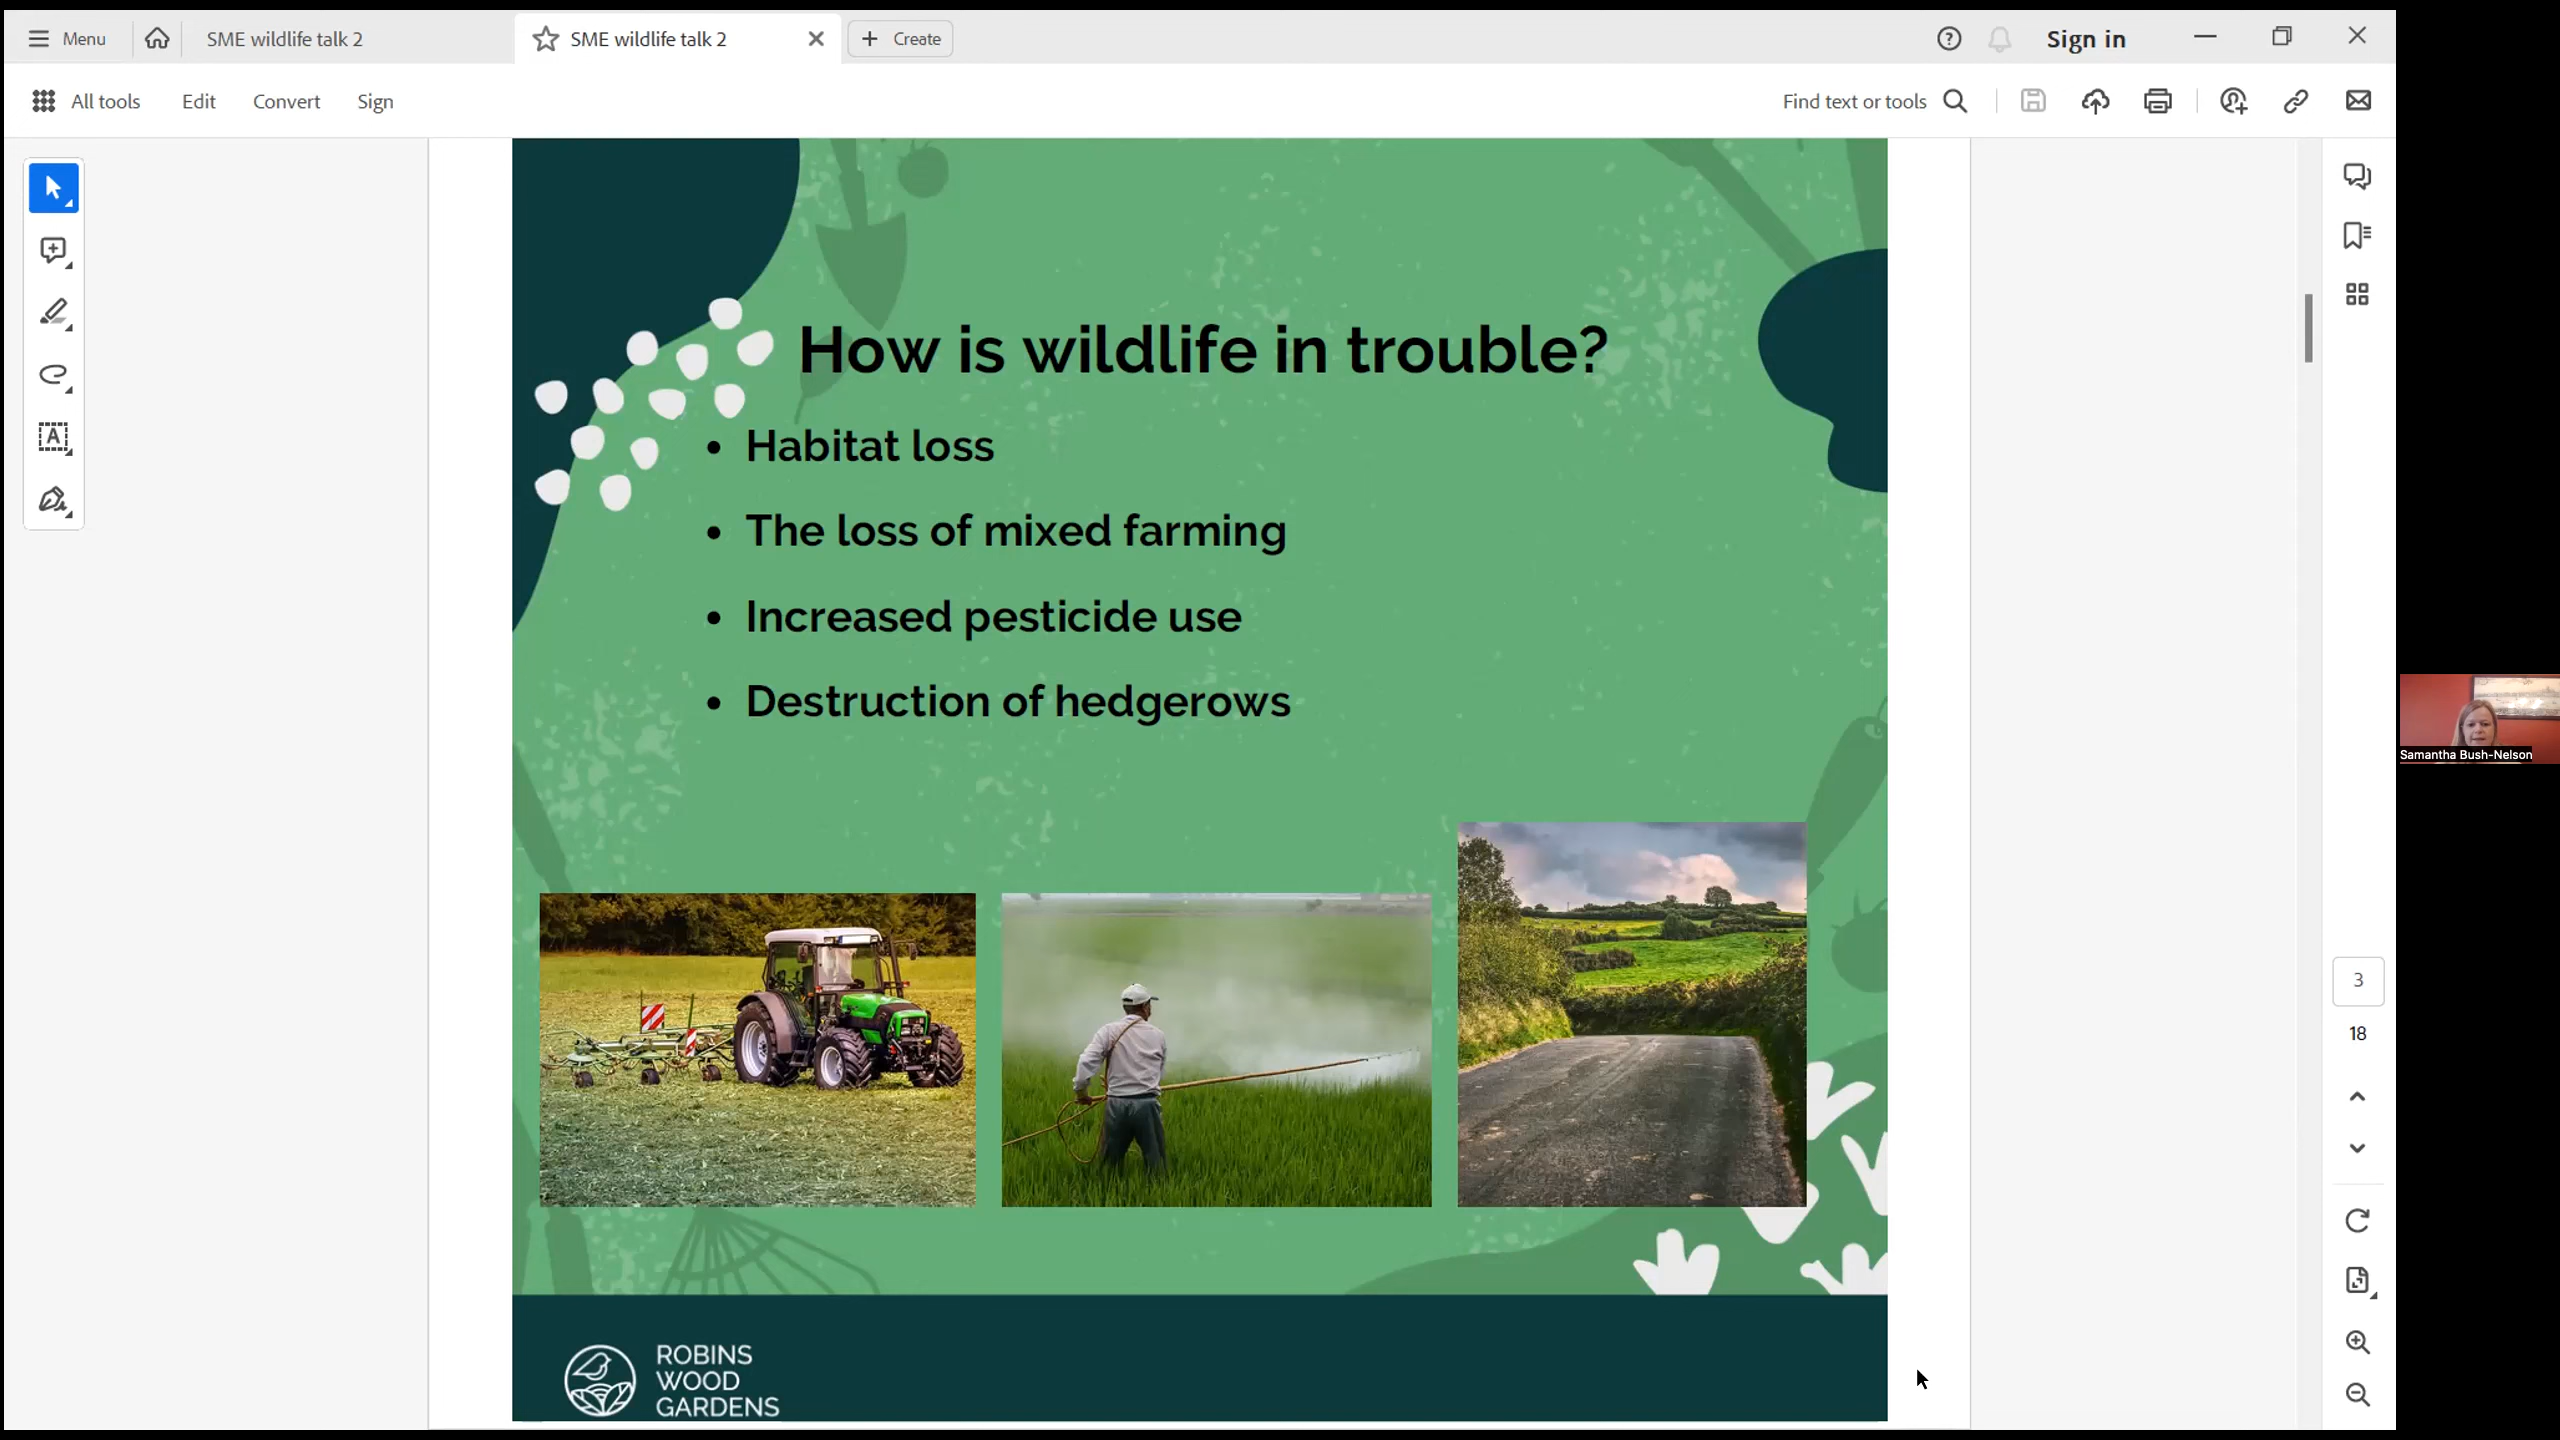 Menu
SME wildlife talk 2
SME wildlife talk 2
Create
Sign in
All tools
Edit
Convert
Sign
Find text or tools
How is wildlife in trouble?
• Habitat loss
• The loss of mixed farming
• Increased pesticide use
• Destruction of hedgerows
Samantha Bush-Nelson
3
18
ROBINS
WOOD
GARDENS